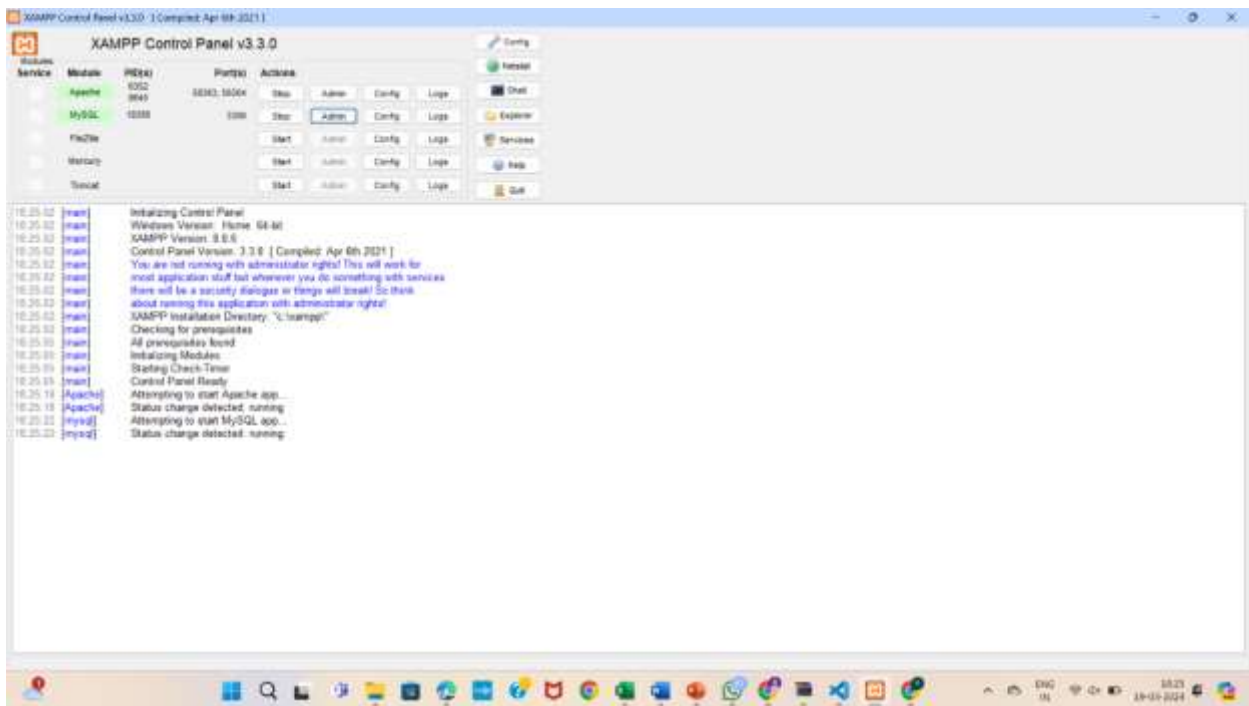 XAMPP Control Panel v3.3.0 [ Compiled: Apr 6th 2021 ]
XAMPP Control Panel v3.3.0
Config
Modules
Service Module PID(s) Port(s) Actions
Netstat
Apache Stop Admin Config Logs
Shell
MySQL Stop Admin Config Logs
Explorer
FileZilla Start Admin Config Logs
Services
Mercury Start Admin Config Logs
Help
Tomcat Start Admin Config Logs
Quit
[main] Initializing Control Panel
[main] Windows Version: Home 64-bit
[main] XAMPP Version:
[main] Control Panel Version: 3.3.0 [ Compiled: Apr 6th 2021 ]
[main] You are not running with administrator rights! This will work for
[main] most application stuff but whenever you do something with services
[main] there will be a security dialogue or things will break! So think
[main] about running this application with administrator rights!
[main] XAMPP Installation Directory: "c:\xampp\"
[main] Checking for prerequisites
[main] All prerequisites found
[main] Initializing Modules
[main] Starting Check-Timer
[main] Control Panel Ready
[Apache] Attempting to start Apache app...
[Apache] Status change detected: running
[mysql] Attempting to start MySQL app...
[mysql] Status change detected: running
ENG
IN